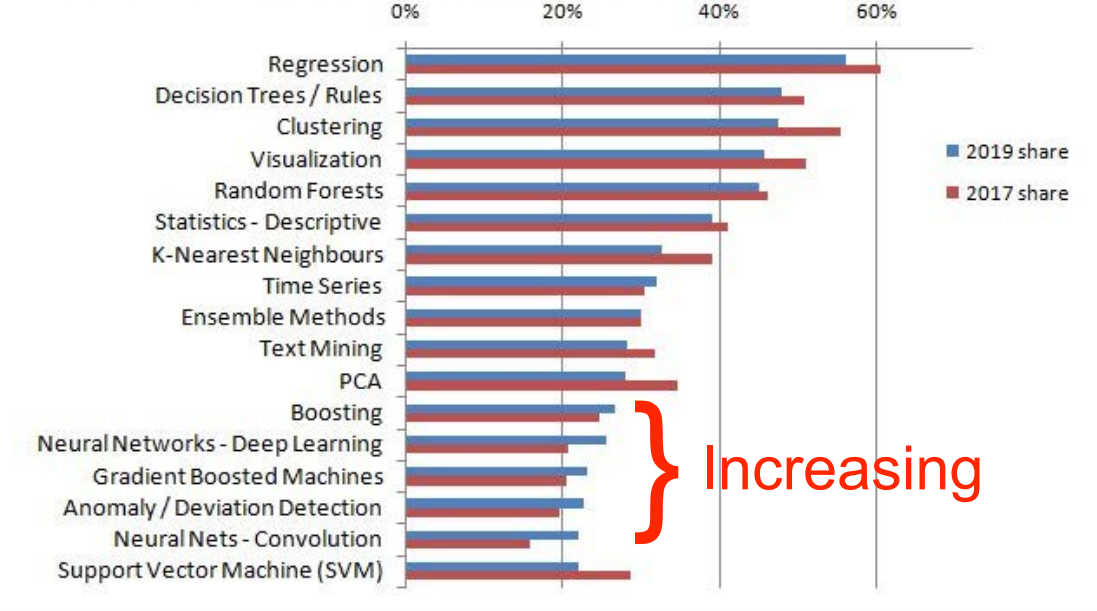 0% 20% 40% 60%
Regression
Decision Trees / Rules
Clustering
Visualization
Random Forests
Statistics - Descriptive
K-Nearest Neighbours
Time Series
Ensemble Methods
Text Mining
PCA
Boosting
Neural Networks - Deep Learning
Gradient Boosted Machines
Anomaly / Deviation Detection
Neural Nets - Convolution
Support Vector Machine (SVM)
2019 share
2017 share
} Increasing